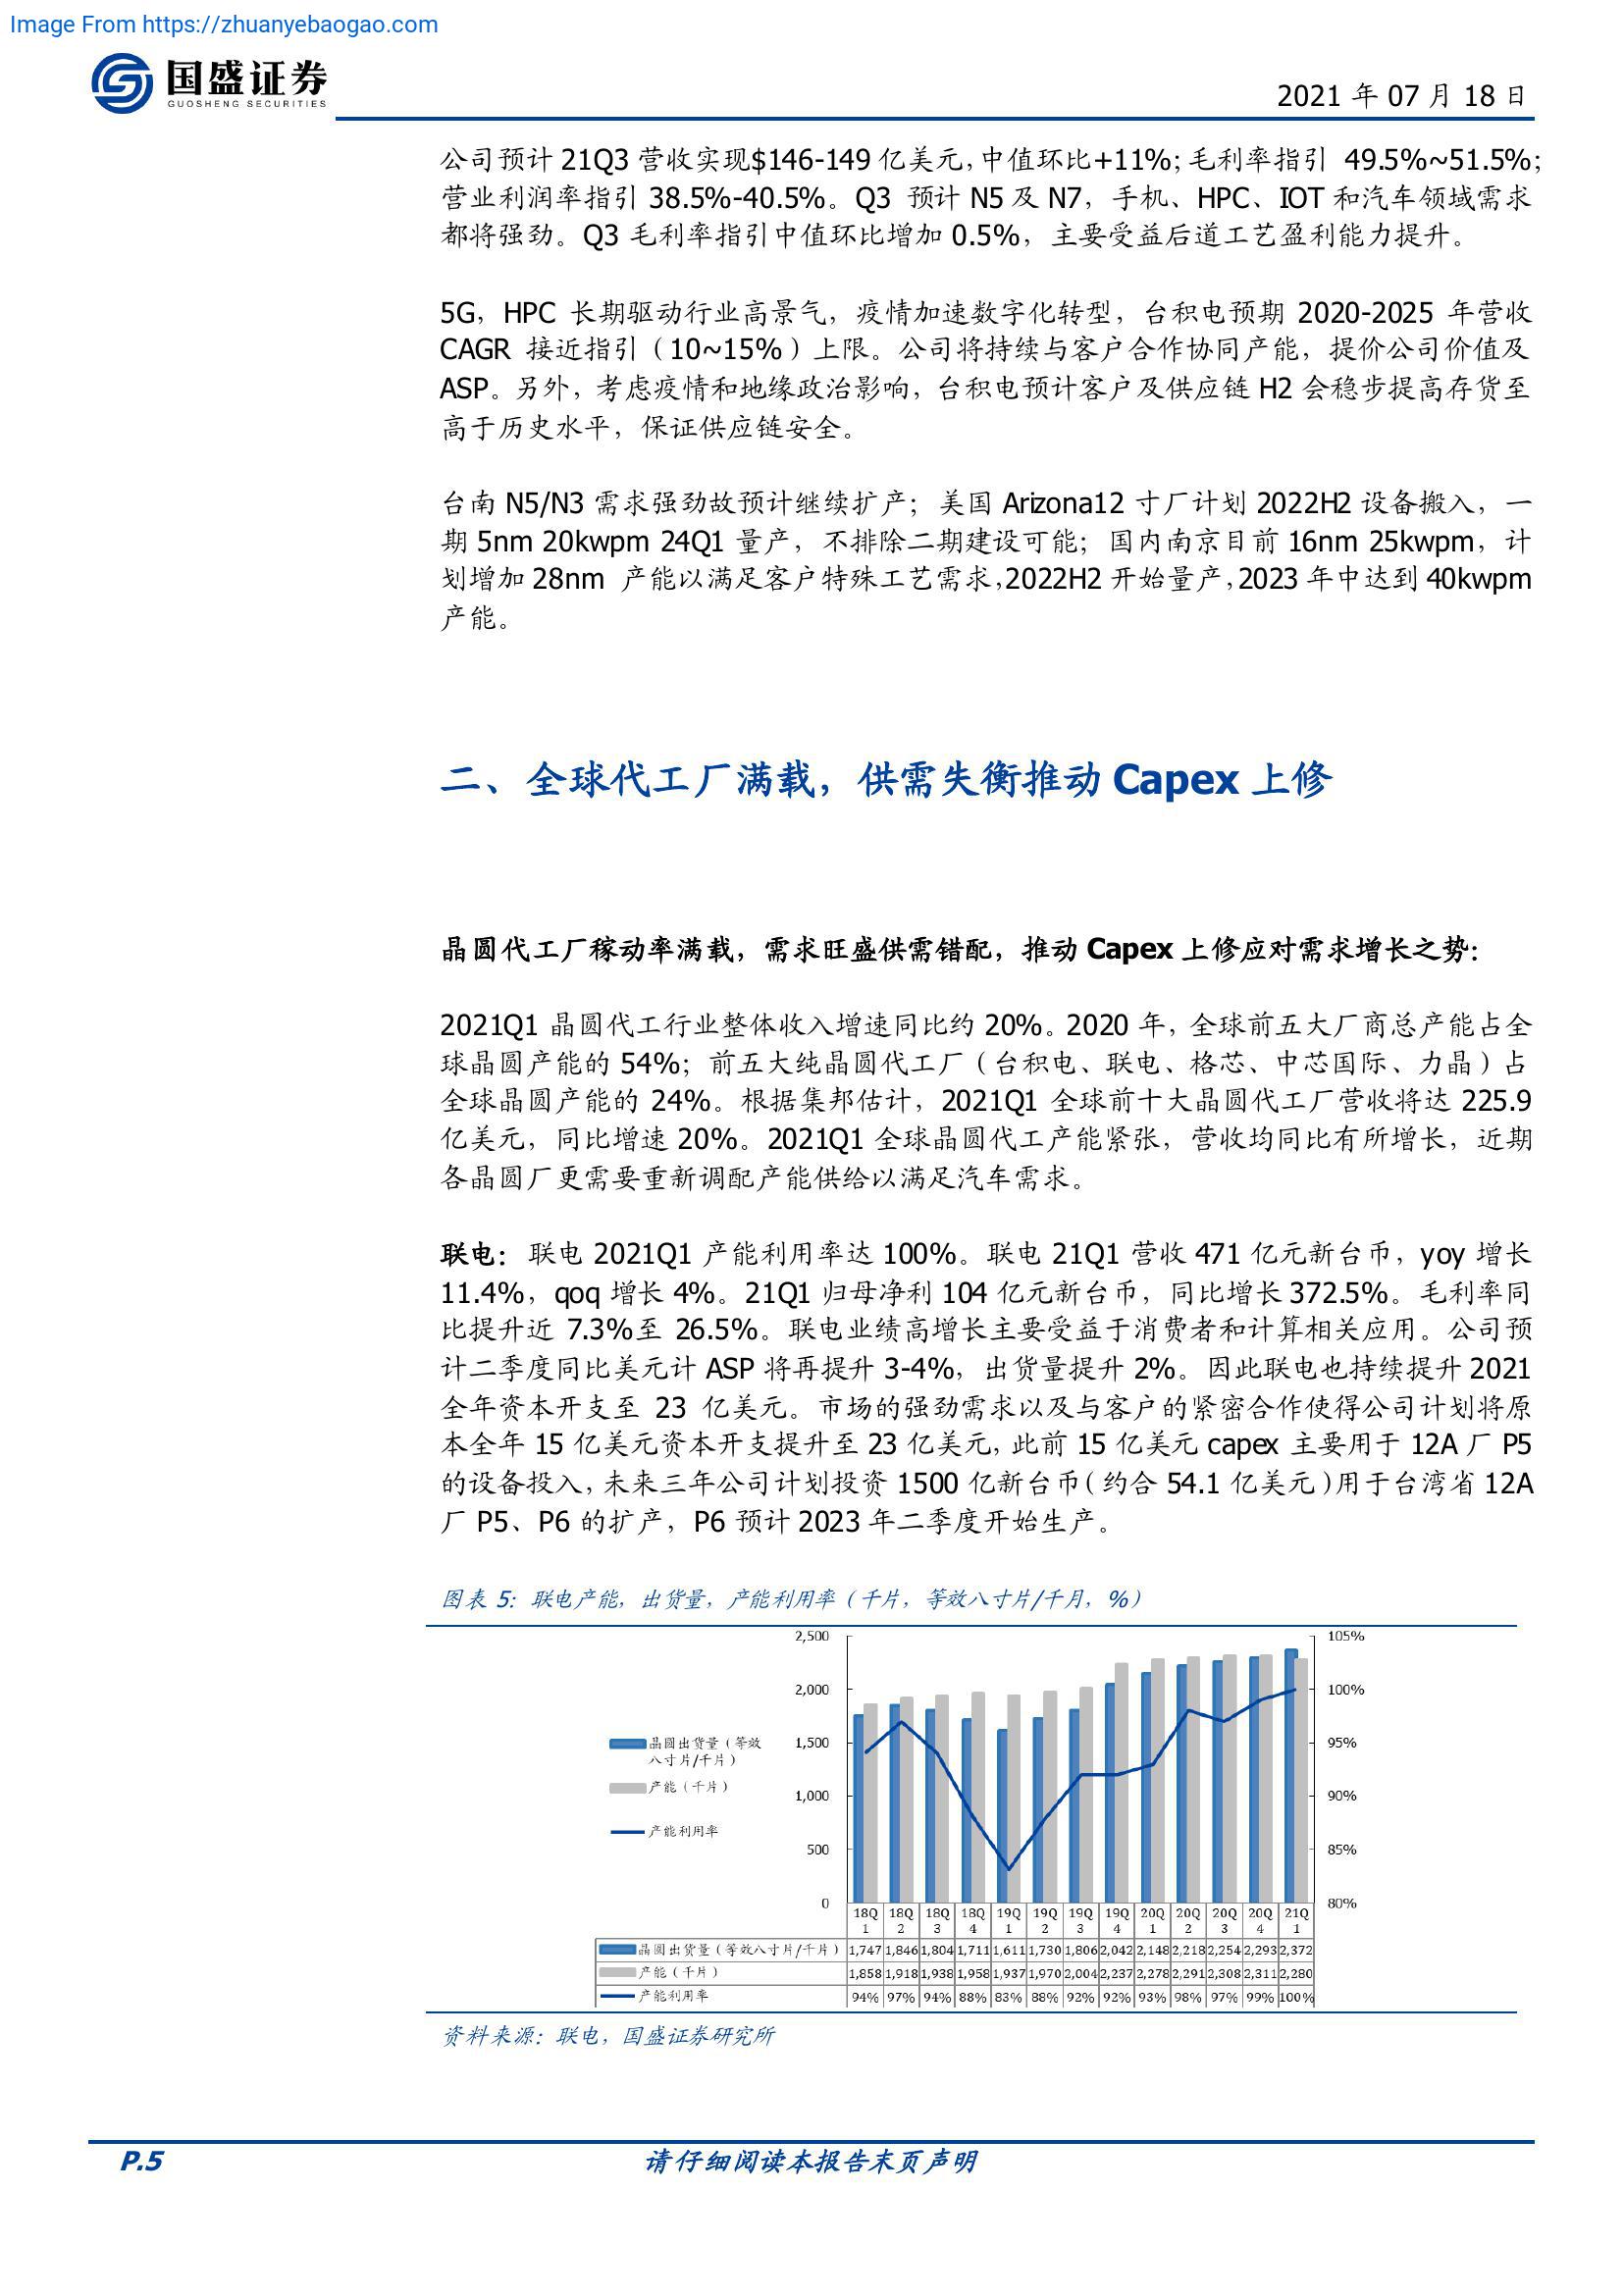 Image From https://zhuanyebaogao.com
国盛证券
GUOSHENG SECURITIES
2021 年 07 月 18 日
公司预计 21Q3 营收实现$146-149 亿美元,中值环比+11%;毛利率指引 49.5%~51.5%;
营业利润率指引 38.5%-40.5%。Q3 预计 N5 及 N7，手机、HPC、IOT 和汽车领域需求
都将强劲。Q3 毛利率指引中值环比增加 0.5%，主要受益后道工艺盈利能力提升。
5G，HPC 长期驱动行业高景气，疫情加速数字化转型，台积电预期 2020-2025 年营收
CAGR 接近指引（10~15%）上限。公司将持续与客户合作协同产能，提价公司价值及
ASP。另外，考虑疫情和地缘政治影响，台积电预计客户及供应链 H2 会稳步提高存货至
高于历史水平，保证供应链安全。
台南 N5/N3 需求强劲故预计继续扩产；美国 Arizona12 寸厂计划 2022H2 设备搬入，一
期 5nm 20kwpm 24Q1 量产，不排除二期建设可能；国内南京目前 16nm 25kwpm，计
划增加 28nm 产能以满足客户特殊工艺需求,2022H2 开始量产,2023 年中达到 40kwpm
产能。
二、全球代工厂满载，供需失衡推动 Capex 上修
晶圆代工厂稼动率满载，需求旺盛供需错配，推动 Capex 上修应对需求增长之势：
2021Q1 晶圆代工行业整体收入增速同比约 20%。2020 年，全球前五大厂商总产能占全
球晶圆产能的 54%；前五大纯晶圆代工厂（台积电、联电、格芯、中芯国际、力晶）占
全球晶圆产能的 24%。根据集邦估计，2021Q1 全球前十大晶圆代工厂营收将达 225.9
亿美元，同比增速 20%。2021Q1 全球晶圆代工产能紧张，营收均同比有所增长，近期
各晶圆厂更需要重新调配产能供给以满足汽车需求。
联电：联电 2021Q1 产能利用率达 100%。联电 21Q1 营收 471 亿元新台币，yoy 增长
11.4%，qoq 增长 4%。21Q1 归母净利 104 亿元新台币，同比增长 372.5%。毛利率同
比提升近 7.3%至 26.5%。联电业绩高增长主要受益于消费者和计算相关应用。公司预
计二季度同比美元计 ASP 将再提升 3-4%，出货量提升 2%。因此联电也持续提升 2021
全年资本开支至 23 亿美元。市场的强劲需求以及与客户的紧密合作使得公司计划将原
本全年 15 亿美元资本开支提升至 23 亿美元,此前 15 亿美元 capex 主要用于 12A 厂 P5
的设备投入,未来三年公司计划投资 1500 亿新台币(约合 54.1 亿美元)用于台湾省 12A
厂 P5、P6 的扩产，P6 预计 2023 年二季度开始生产。
图表 5：联电产能，出货量，产能利用率（千片，等效八寸片/千月，%）
2,500 105%
2,000 100%
1,500 95%
1,000 90%
500 85%
0 80%
晶圆出货量（等效
八寸片/千片）
产能（千片）
产能利用率
18Q1 18Q2 18Q3 18Q4 19Q1 19Q2 19Q3 19Q4 20Q1 20Q2 20Q3 20Q4 21Q1
晶圆出货量（等效八寸片/千片） 1,747 1,846 1,804 1,711 1,611 1,730 1,806 2,042 2,148 2,218 2,254 2,293 2,372
产能（千片） 1,858 1,918 1,938 1,958 1,937 1,970 2,004 2,237 2,278 2,291 2,308 2,311 2,280
产能利用率 94% 97% 94% 88% 83% 88% 92% 92% 93% 98% 97% 99% 100%
资料来源：联电，国盛证券研究所
P.5 请仔细阅读本报告末页声明